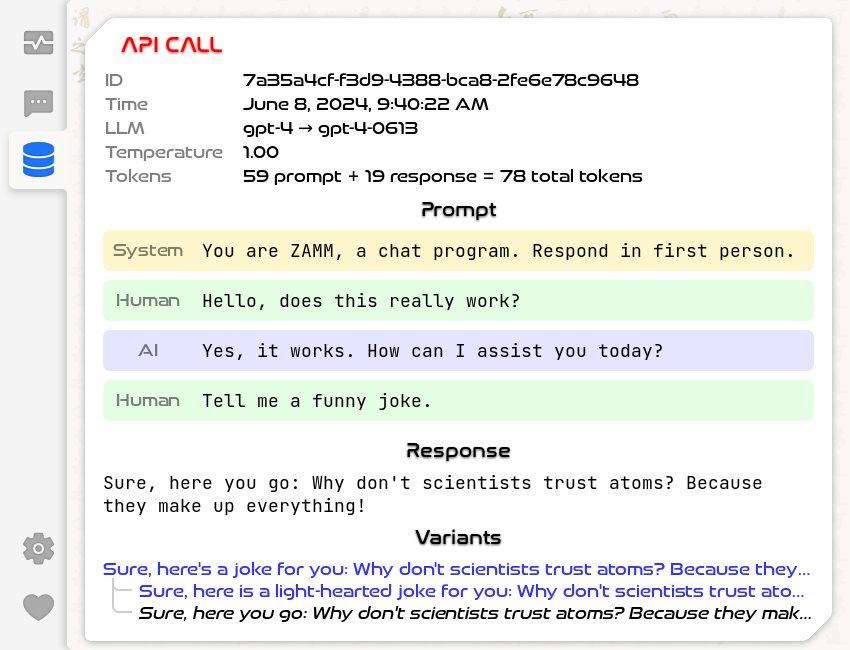 API CALL
ID 7a35a4cf-f3d9-4388-bca8-2fe6e78c9648
Time June 8, 2024, 9:40:22 AM
LLM gpt-4 → gpt-4-0613
Temperature 1.00
Tokens 59 prompt + 19 response = 78 total tokens
Prompt
System You are ZAMM, a chat program. Respond in first person.
Human Hello, does this really work?
AI Yes, it works. How can I assist you today?
Human Tell me a funny joke.
Response
Sure, here you go: Why don't scientists trust atoms? Because
they make up everything!
Variants
Sure, here's a joke for you: Why don't scientists trust atoms? Because they...
Sure, here is a light-hearted joke for you: Why don't scientists trust ato...
Sure, here you go: Why don't scientists trust atoms? Because they mak...